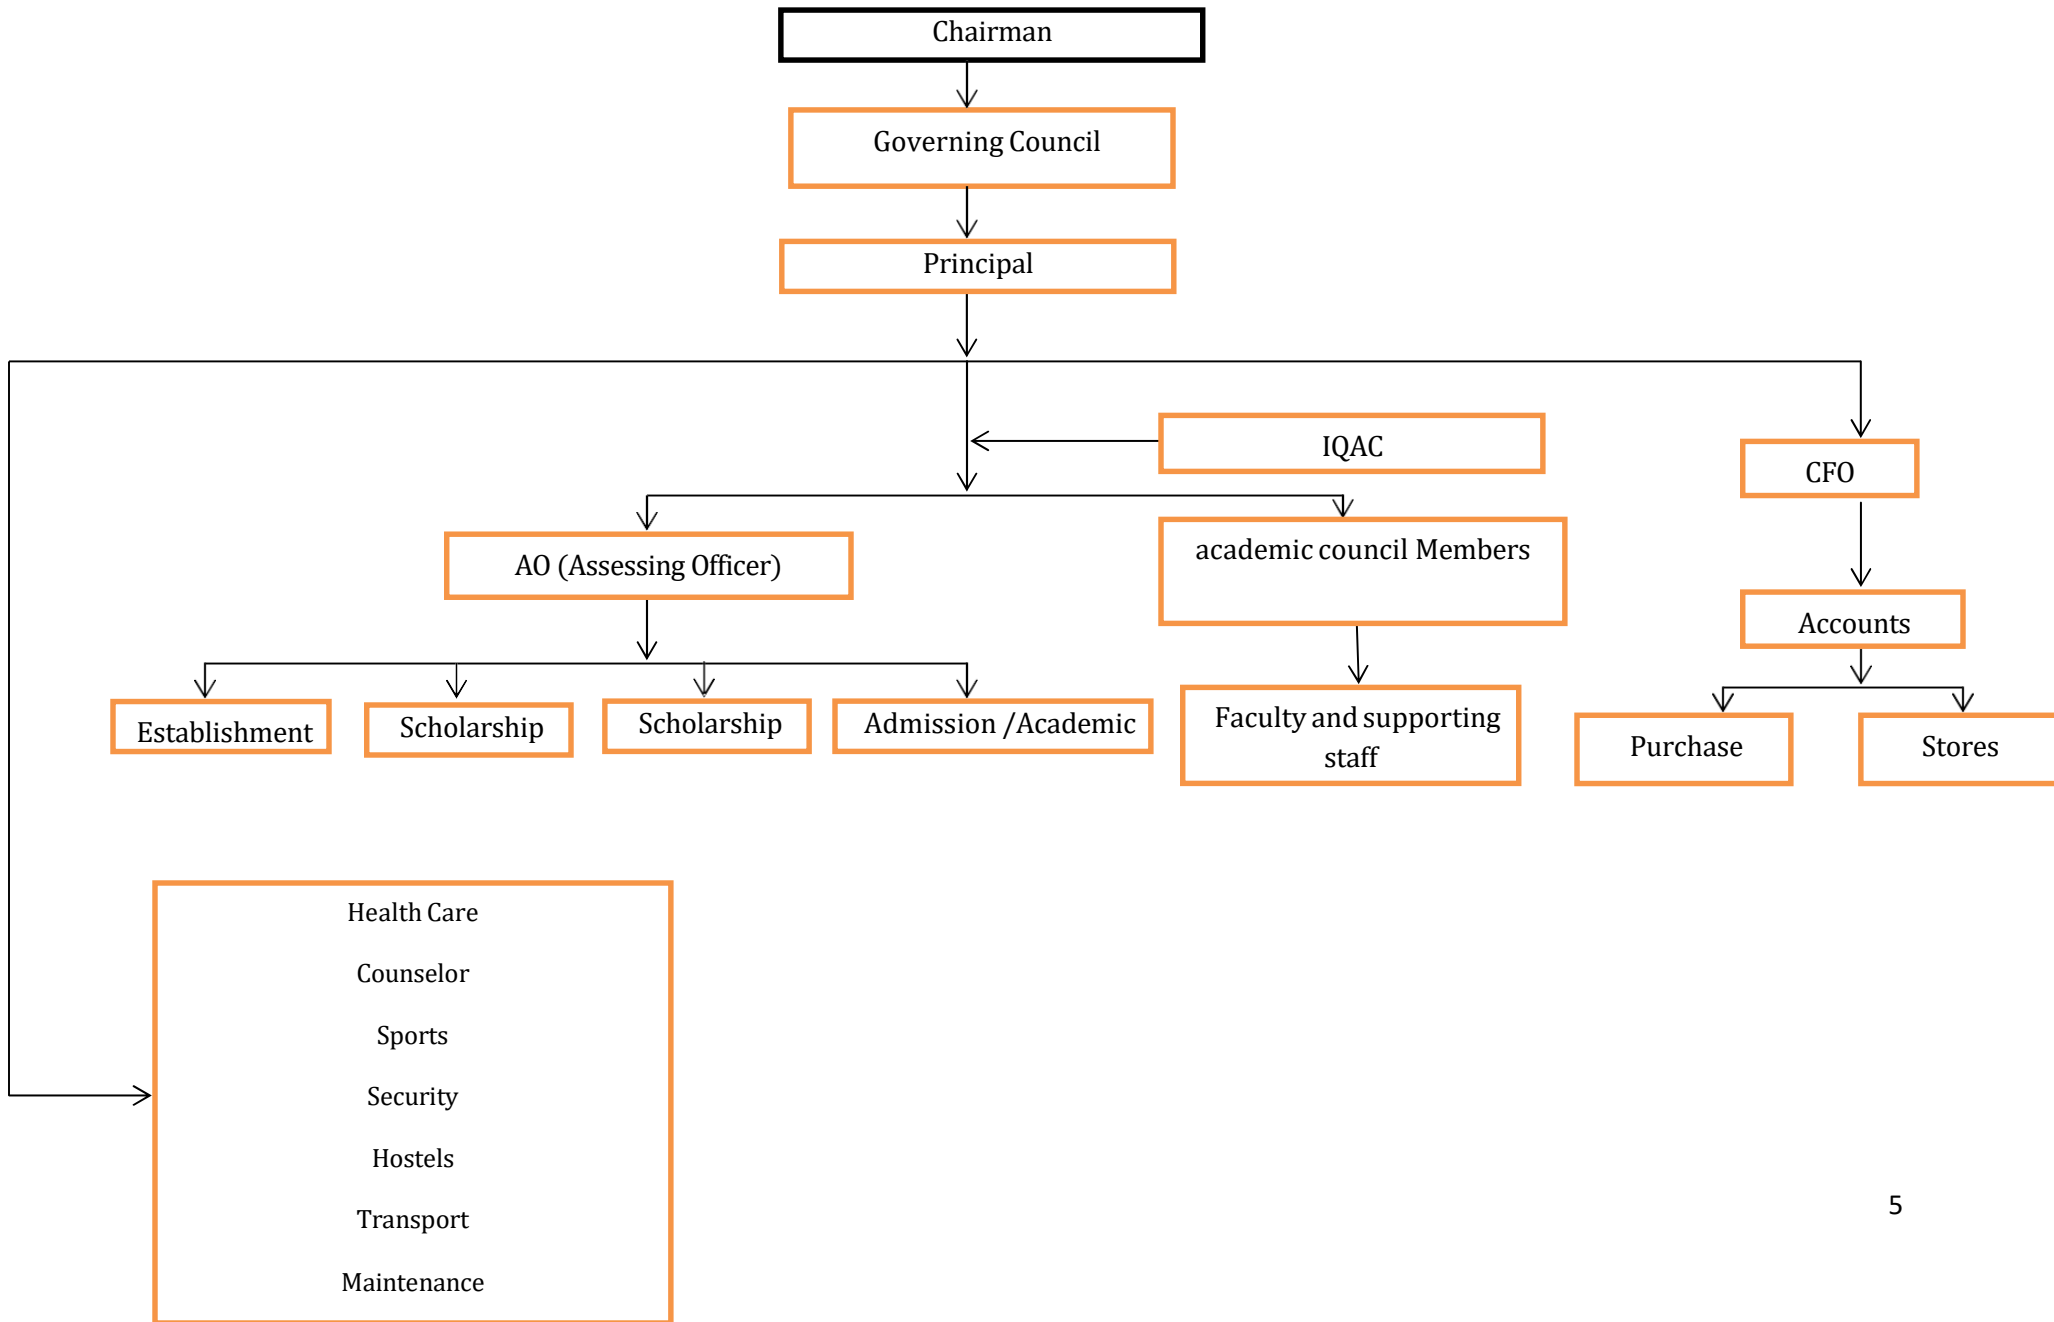 Chairman
Governing Council
Principal
IQAC
CFO
AO (Assessing Officer)
academic council Members
Accounts
Establishment
Scholarship
Scholarship
Admission /Academic
Faculty and supporting
staff
Purchase
Stores
Health Care
Counselor
Sports
Security
Hostels
Transport
Maintenance
5